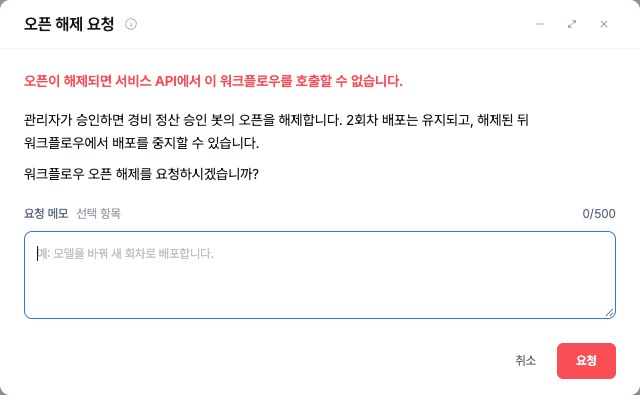 오픈 해제 요청
오픈이 해제되면 서비스 API에서 이 워크플로우를 호출할 수 없습니다.
관리자가 승인하면 경비 정산 승인 봇의 오픈을 해제합니다. 2회차 배포는 유지되고, 해제된 뒤
워크플로우에서 배포를 중지할 수 있습니다.
워크플로우 오픈 해제를 요청하시겠습니까?
요청 메모 선택 항목 0/500
예: 모델을 바꿔 새 회차로 배포합니다.
취소 요청